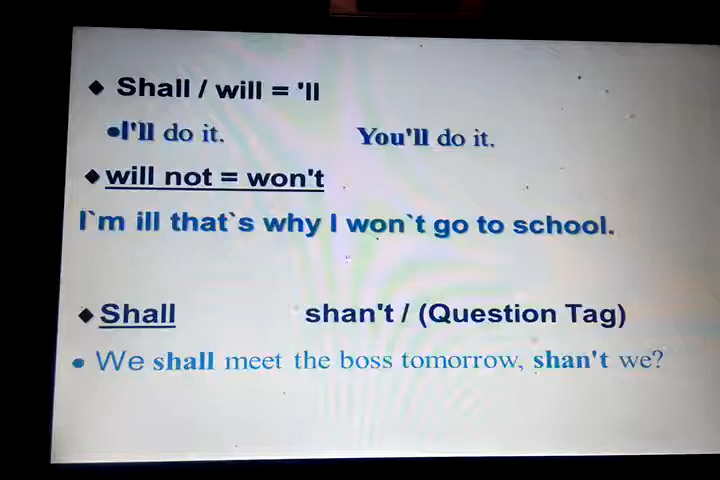 ◆ Shall / will = 'll
•I'll do it. You'll do it.
◆ will not = won't
I`m ill that`s why I won`t go to school.
◆ Shall shan't / (Question Tag)
• We shall meet the boss tomorrow, shan't we?